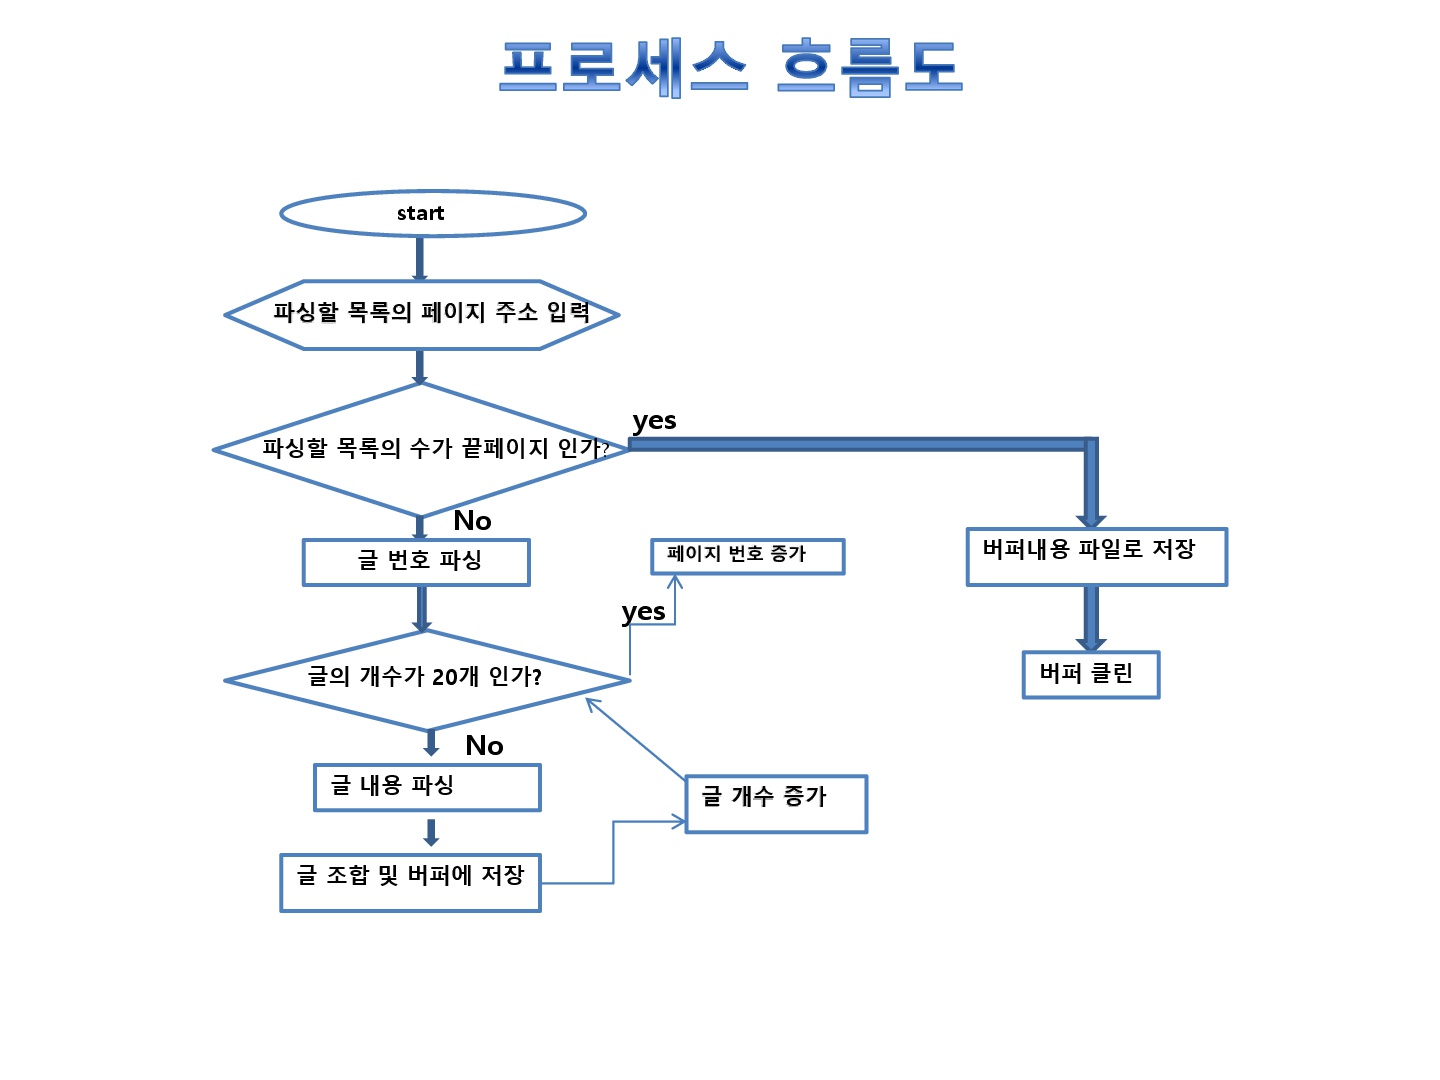 프로세스 흐름도
start
파싱할 목록의 페이지 주소 입력
yes
파싱할 목록의 수가 끝페이지 인가?
No
글 번호 파싱
페이지 번호 증가
버퍼내용 파일로 저장
yes
글의 개수가 20개 인가?
버퍼 클린
No
글 내용 파싱
글 개수 증가
글 조합 및 버퍼에 저장